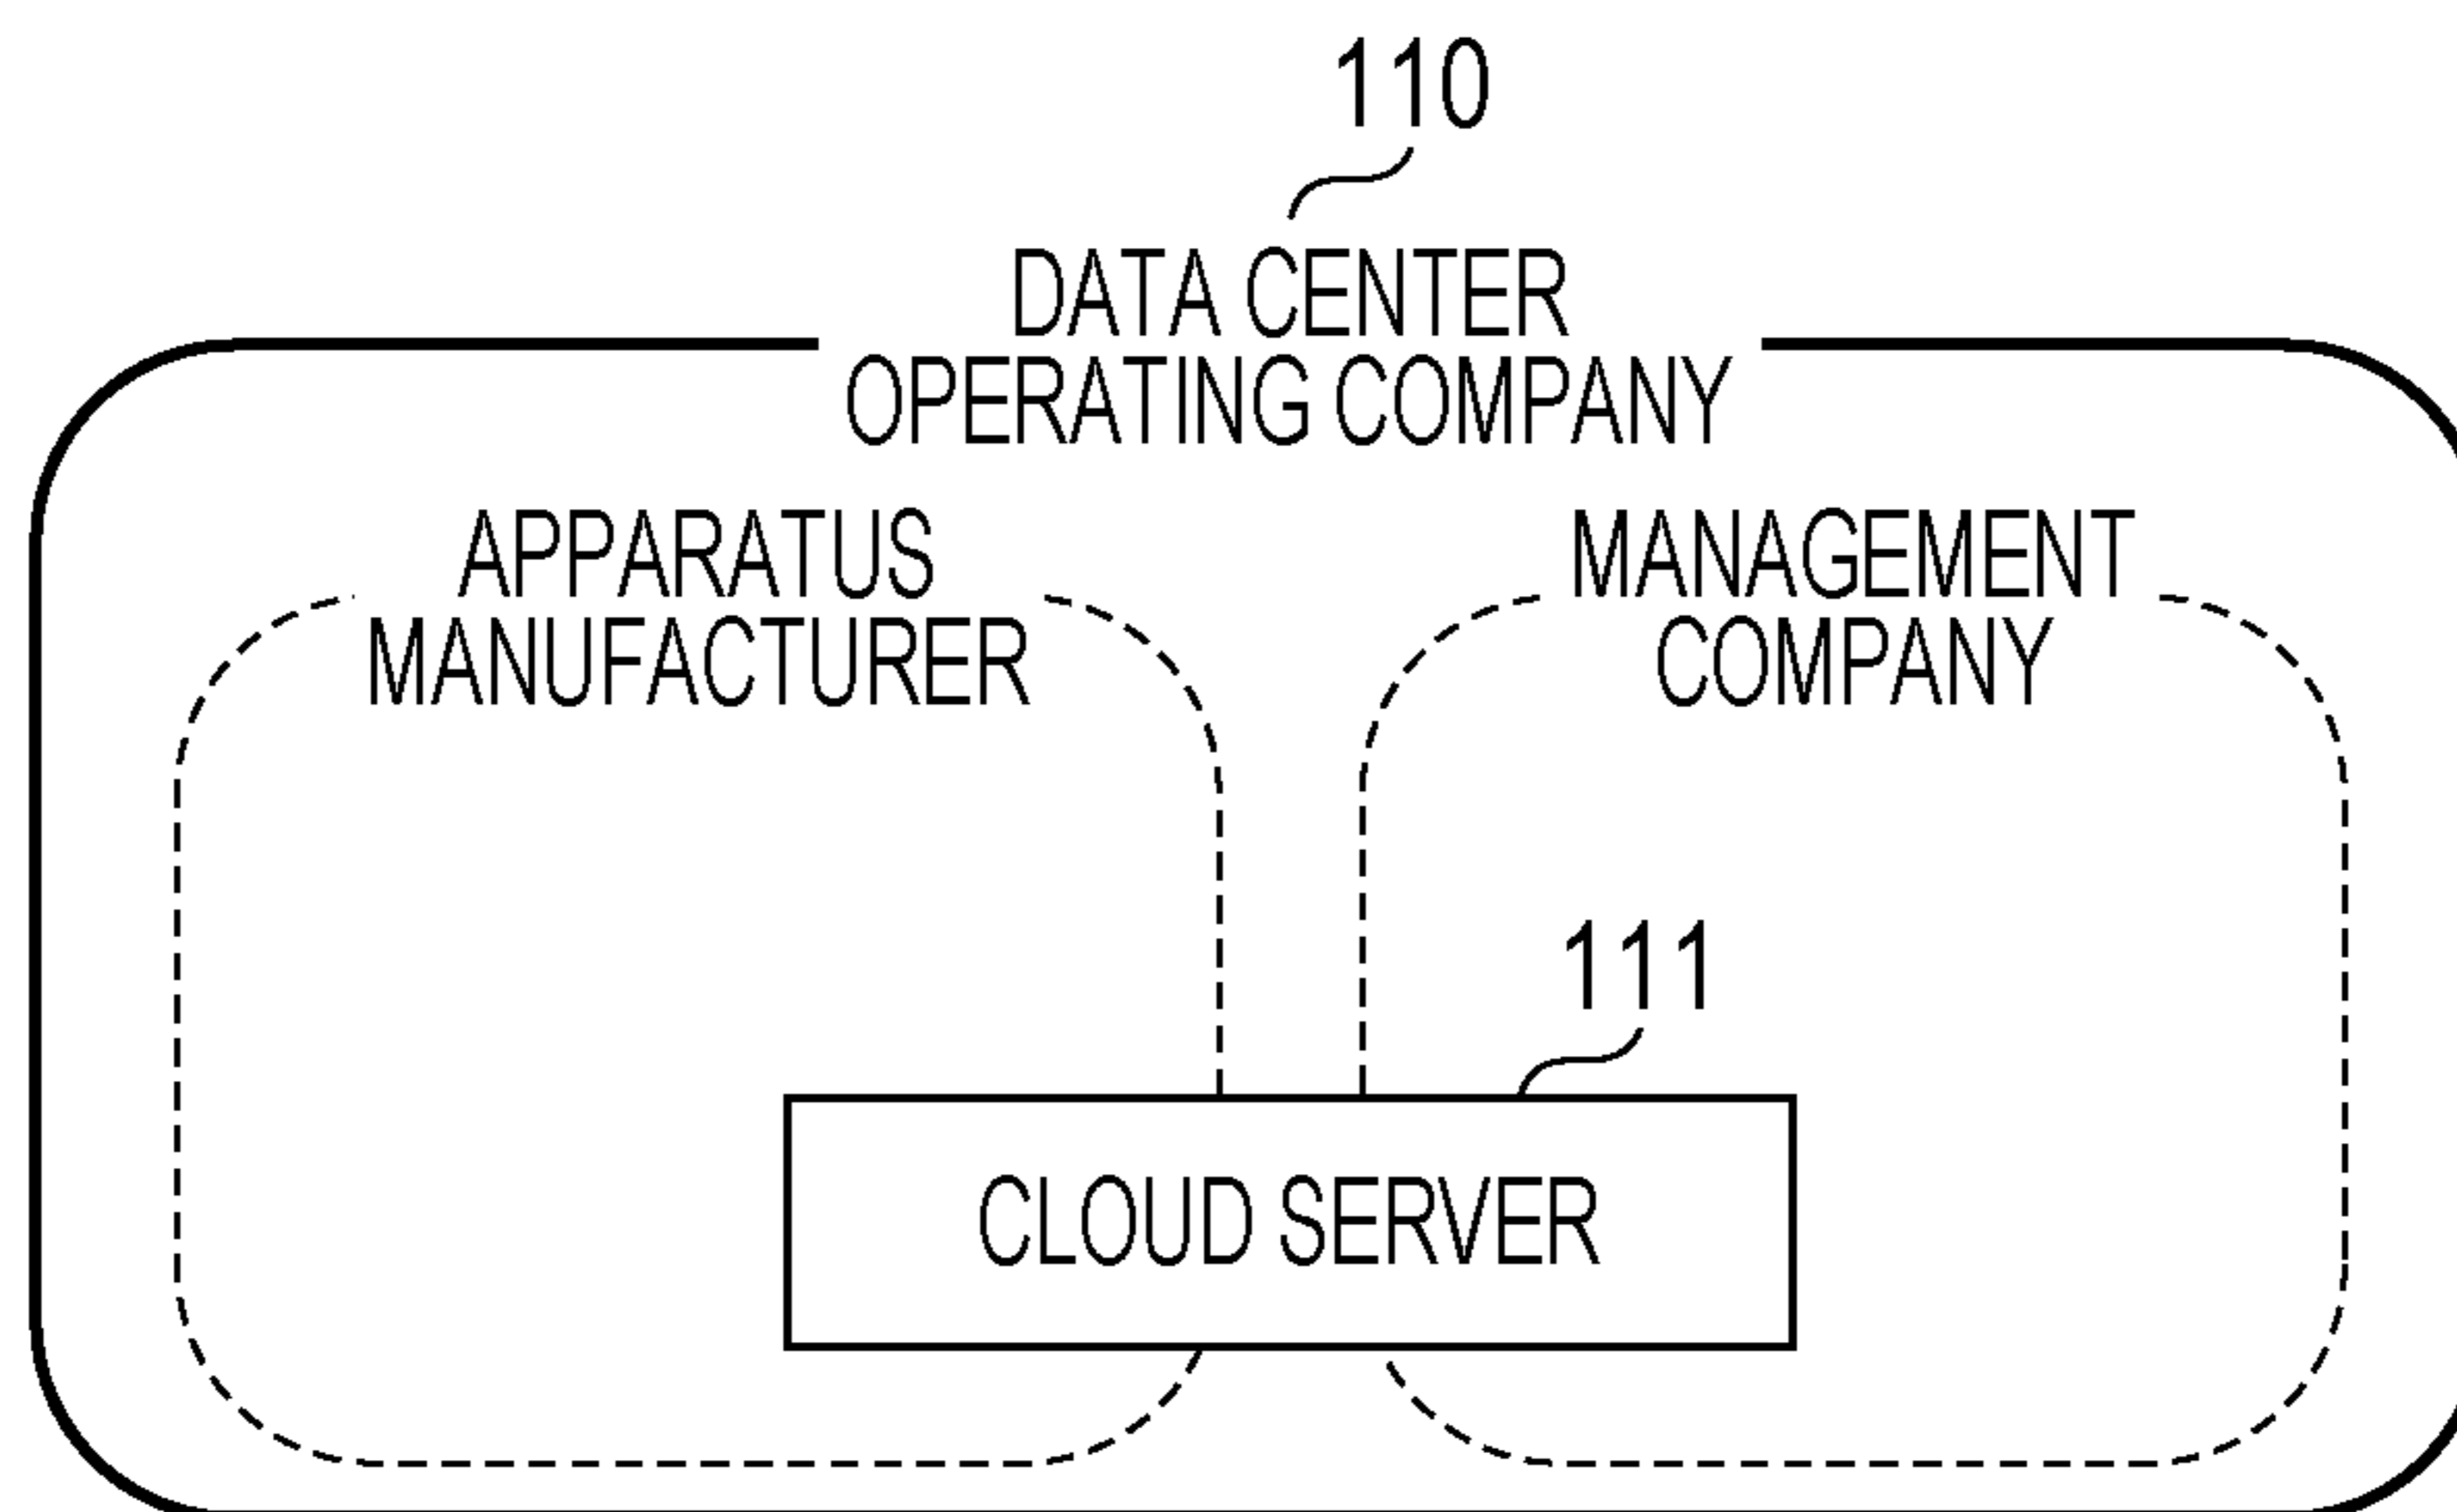 110
DATA CENTER
OPERATING COMPANY
APPARATUS
MANUFACTURER
MANAGEMENT
COMPANY
111
CLOUD SERVER